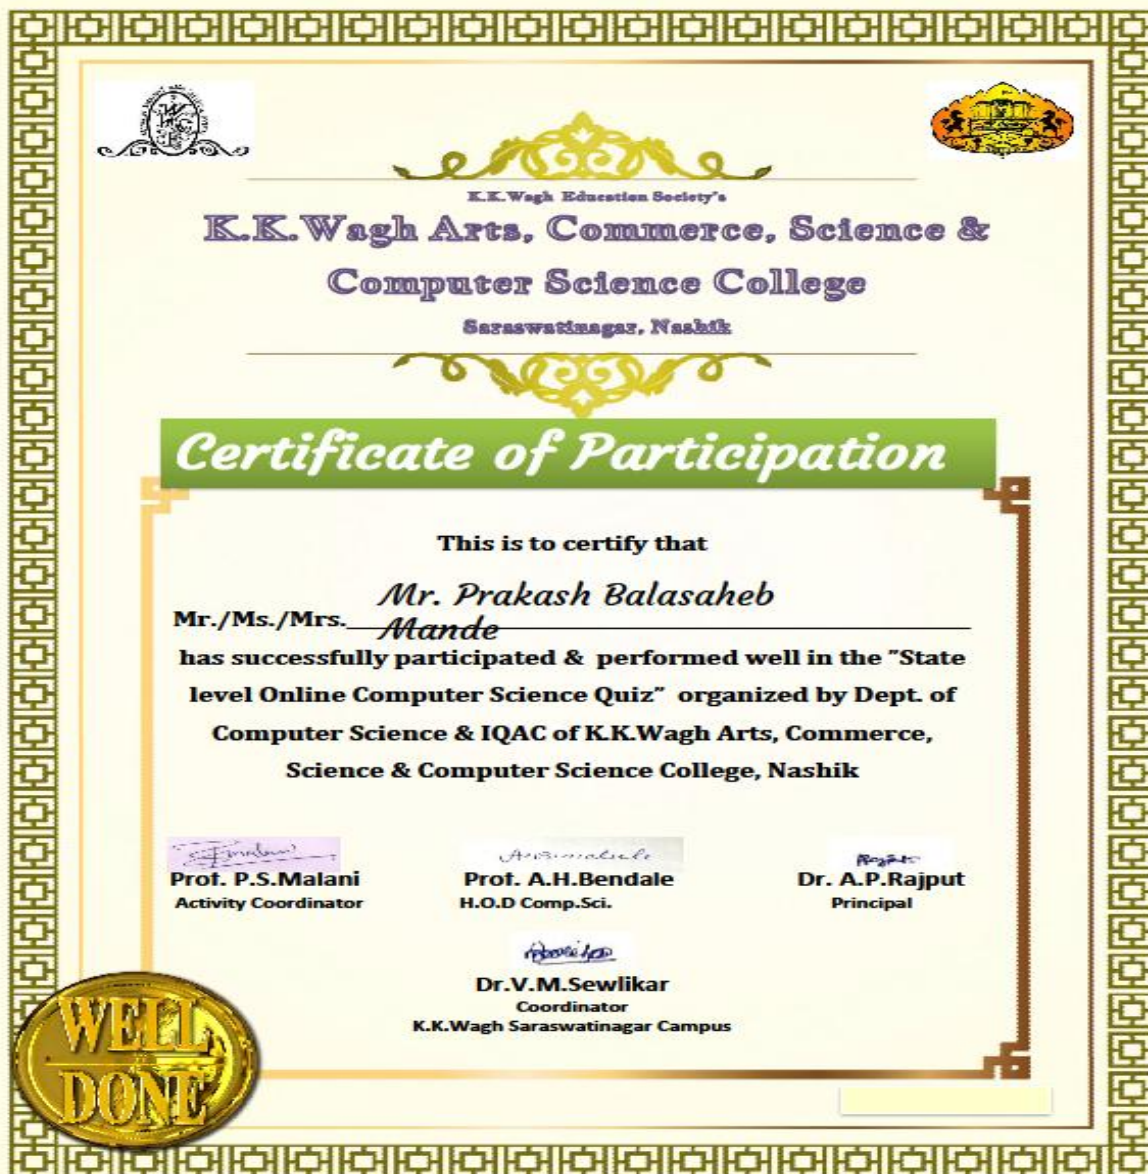 K.K.Wagh Education Society's
K.K.Wagh Arts, Commerce, Science &
Computer Science College
Saraswatinagar, Nashik
Certificate of Participation
This is to certify that
Mr./Ms./Mrs. Mr. Prakash Balasaheb
Mande
has successfully participated & performed well in the "State
level Online Computer Science Quiz" organized by Dept. of
Computer Science & IQAC of K.K.Wagh Arts, Commerce,
Science & Computer Science College, Nashik
Prof. P.S.Malani Prof. A.H.Bendale Dr. A.P.Rajput
Activity Coordinator H.O.D Comp.Sci. Principal
Dr.V.M.Sewlikar
Coordinator
K.K.Wagh Saraswatinagar Campus
WELL
DONE